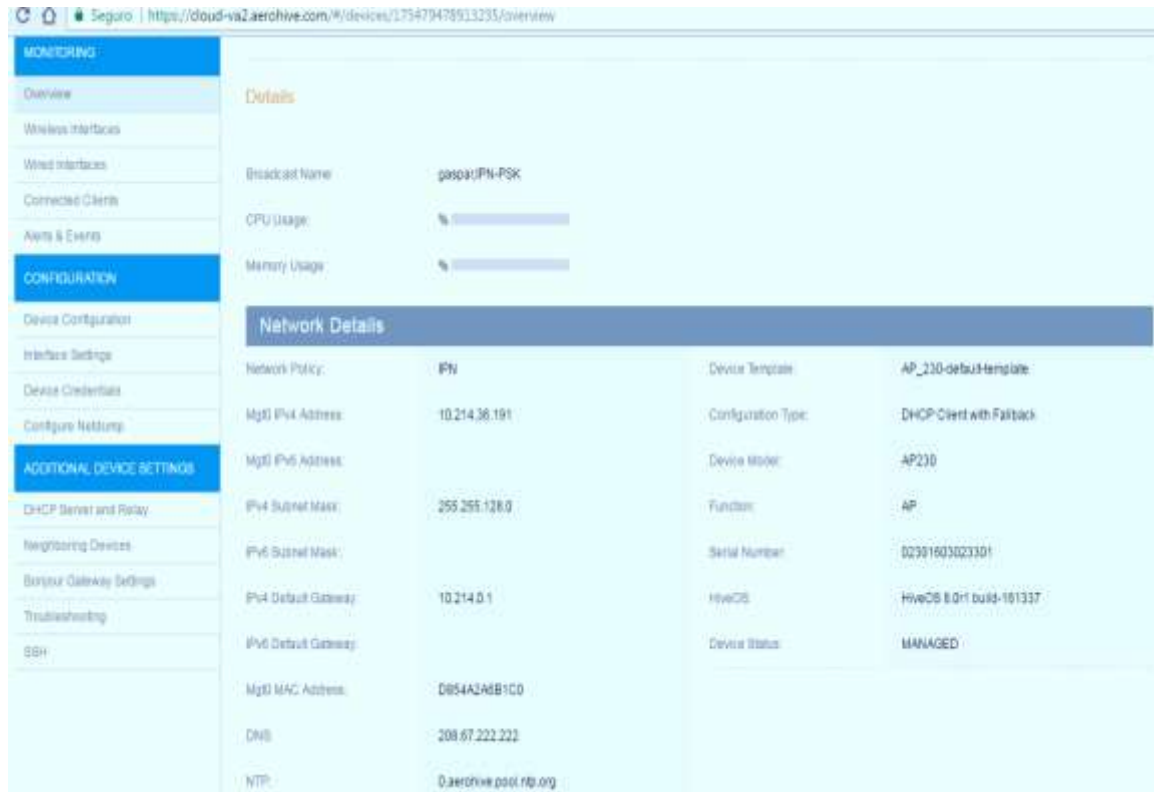 Seguro | https://cloud-va2.aerohive.com/#/devices/175479478913235/overview
MONITORING
Overview
Wireless Interfaces
Wired Interfaces
Connected Clients
Alerts & Events
CONFIGURATION
Device Configuration
Interface Settings
Device Credentials
Configure Netdump
ADDITIONAL DEVICE SETTINGS
DHCP Server and Relay
Neighboring Devices
Bonjour Gateway Settings
Troubleshooting
SSH
Details
Broadcast Name gaspar,IPN-PSK
CPU Usage: %
Memory Usage: %
Network Details
Network Policy: IPN
Mgt0 IPv4 Address: 10.214.36.191
Mgt0 IPv6 Address:
IPv4 Subnet Mask: 255.255.128.0
IPv6 Subnet Mask:
IPv4 Default Gateway: 10.214.0.1
IPv6 Default Gateway:
Mgt0 MAC Address: D854A2A6B1C0
DNS: 208.67.222.222
NTP: 0.aerohive.pool.ntp.org
Device Template: AP_230-default-template
Configuration Type: DHCP Client with Fallback
Device Model: AP230
Function: AP
Serial Number: 02301603023301
HiveOS: HiveOS 8.0r1 build-161337
Device Status: MANAGED